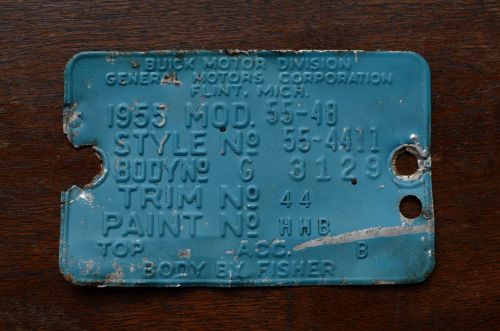 BUICK MOTOR DIVISION
GENERAL MOTORS CORPORATION
FLINT, MICH.
1955 MOD. 55-48
STYLE No 55-4411
BODY No G 3129
TRIM No 44
PAINT No HHB
TOP ACC. B
BODY BY FISHER